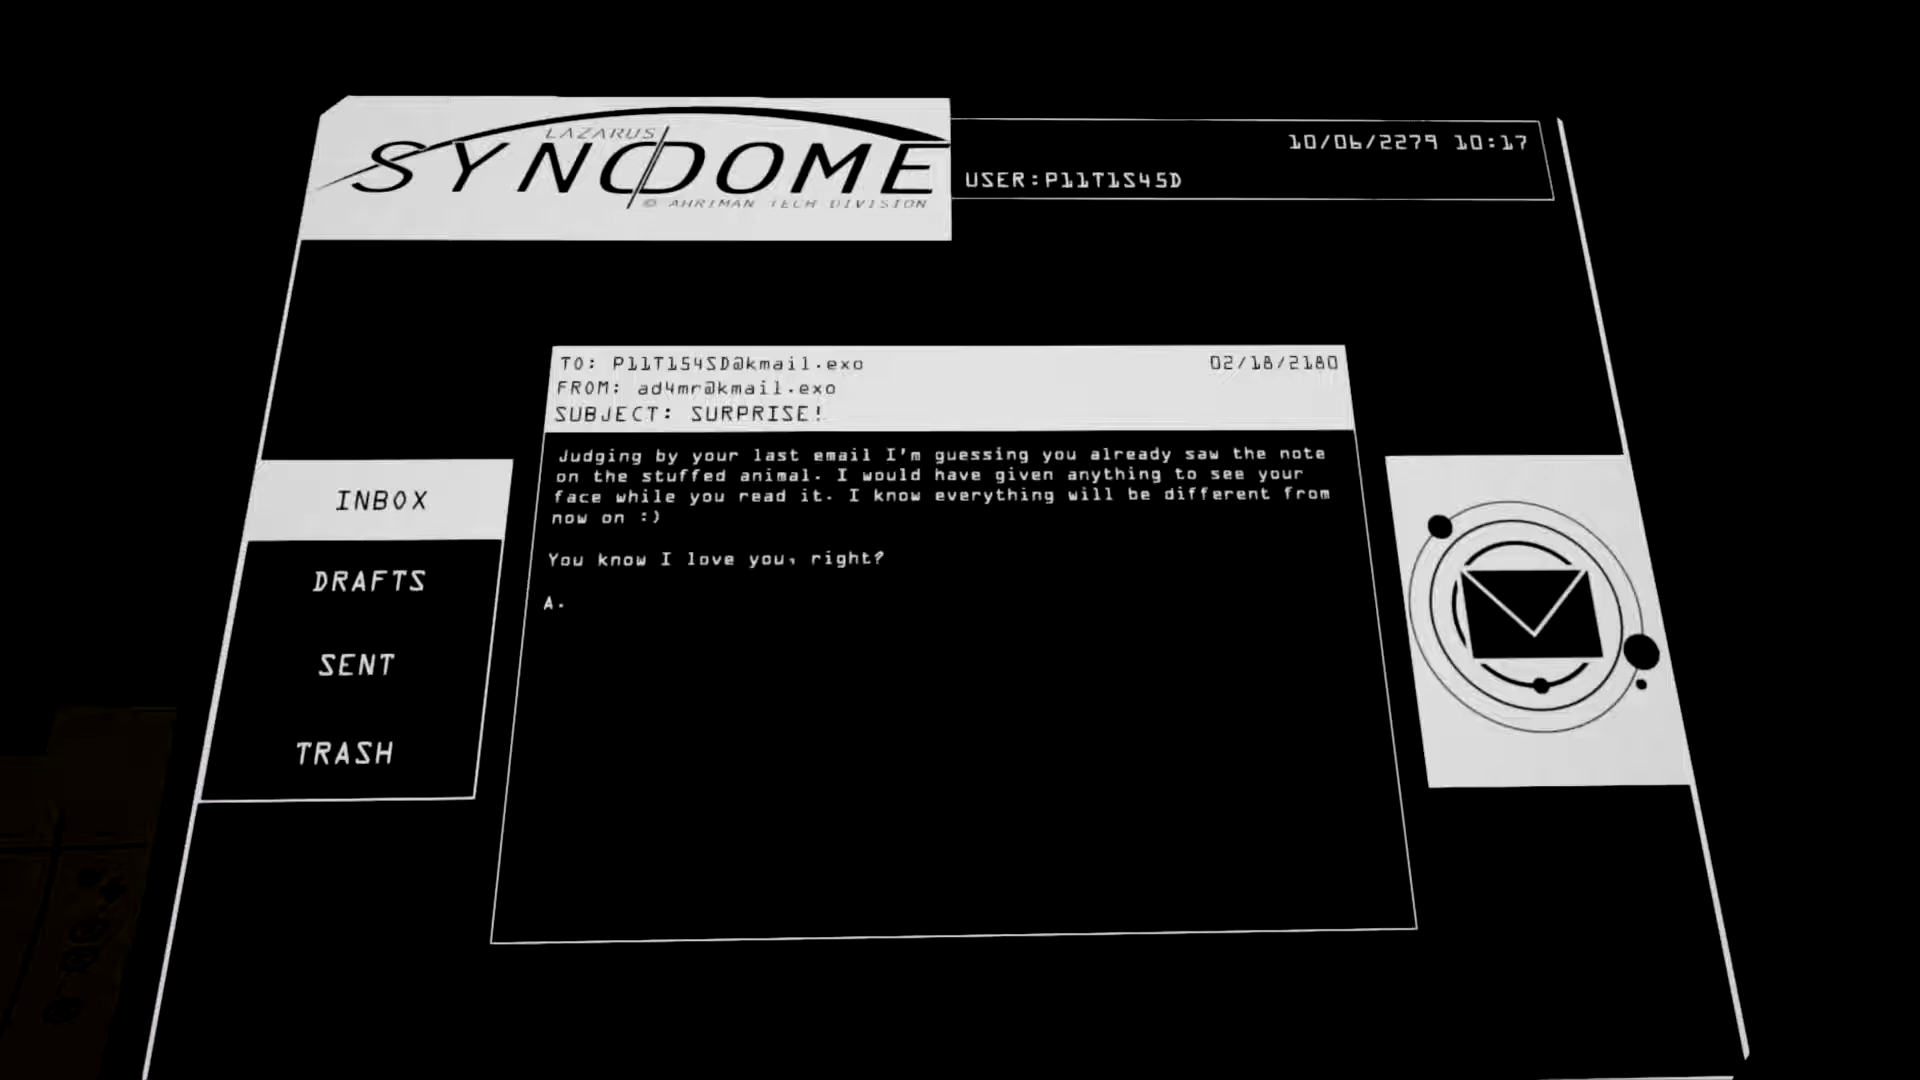 LAZARUS
SYNDOME
© AHRIMAN TECH DIVISION
10/06/2279 10:17
USER:P11T1S45D
TO: P11T154SD@kmail.exo
02/18/2180
FROM: ad4mr@kmail.exo
SUBJECT: SURPRISE!
Judging by your last email I'm guessing you already saw the note
on the stuffed animal. I would have given anything to see your
face while you read it. I know everything will be different from
now on :)
You know I love you, right?
A.
INBOX
DRAFTS
SENT
TRASH